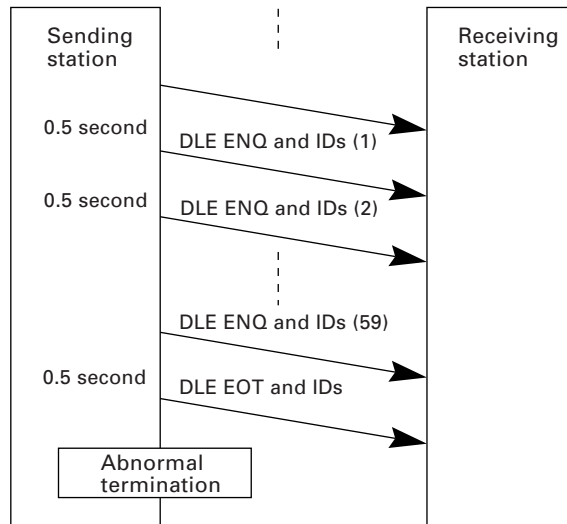 Sending
station
Receiving
station
0.5 second
DLE ENQ and IDs (1)
0.5 second
DLE ENQ and IDs (2)
DLE ENQ and IDs (59)
0.5 second
DLE EOT and IDs
Abnormal
termination